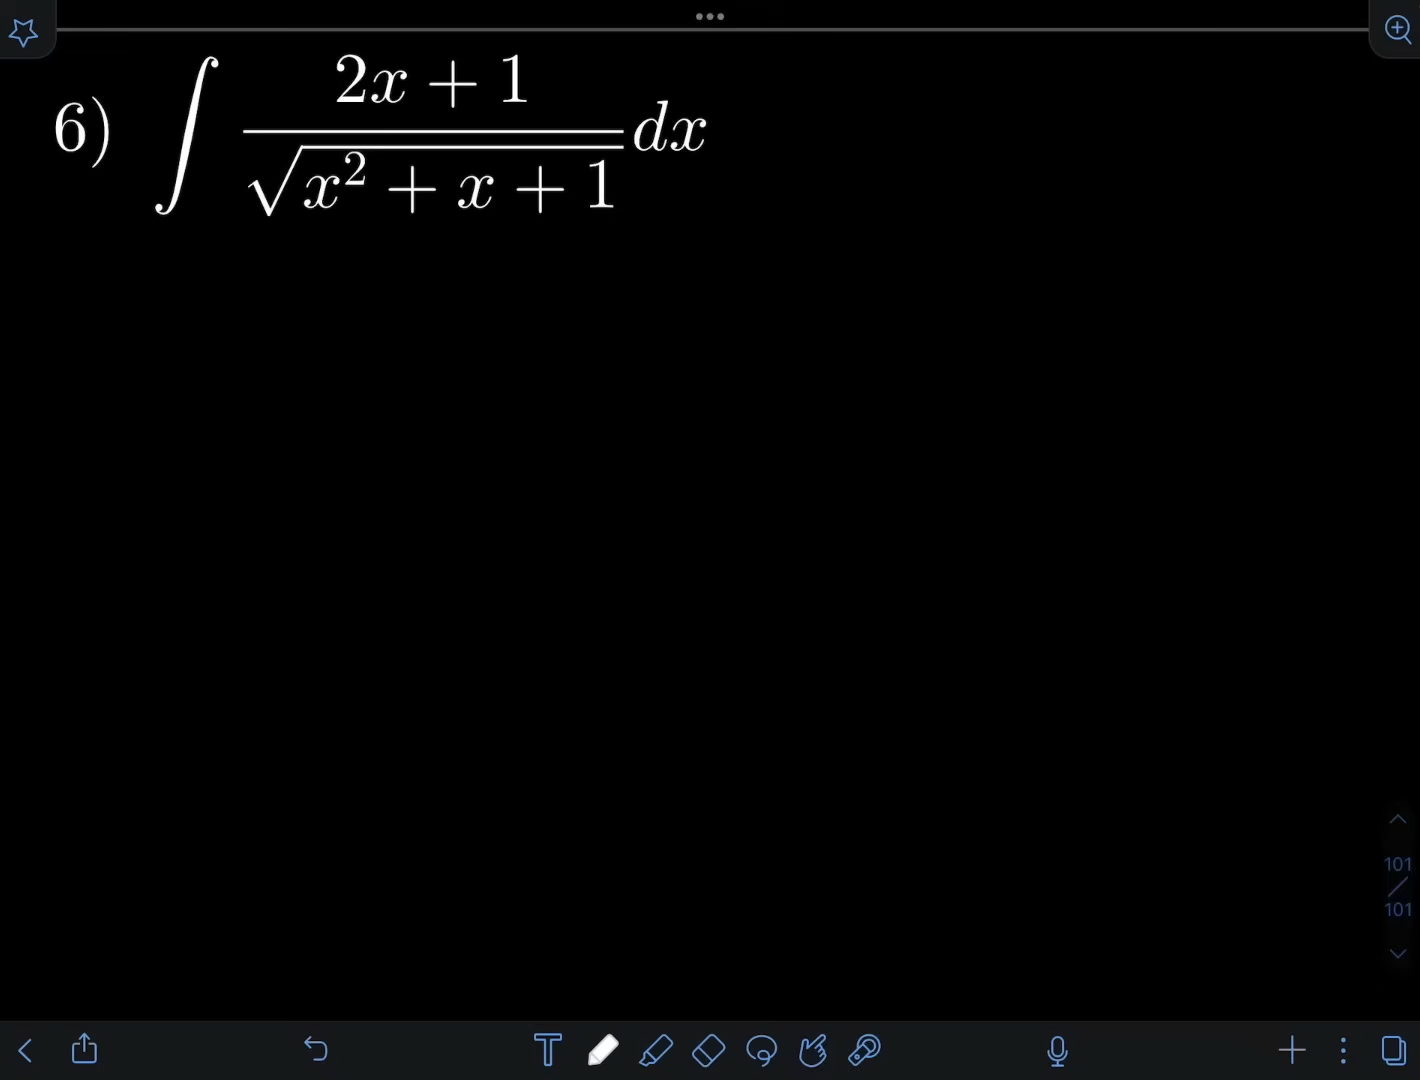 6) ∫ (2x + 1)/√(x² + x + 1) dx
101
101